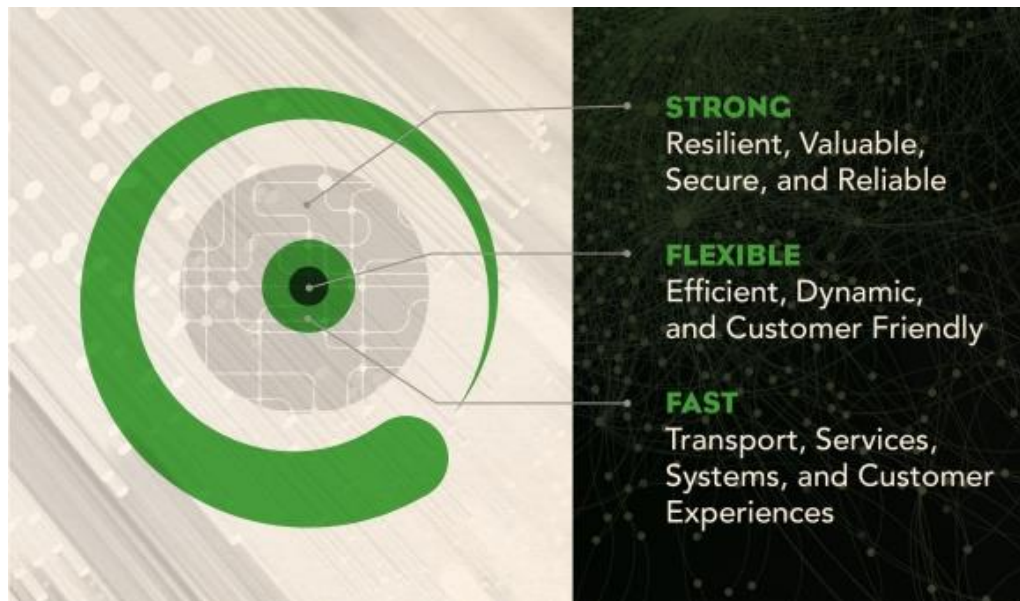 STRONG
Resilient, Valuable,
Secure, and Reliable
FLEXIBLE
Efficient, Dynamic,
and Customer Friendly
FAST
Transport, Services,
Systems, and Customer
Experiences